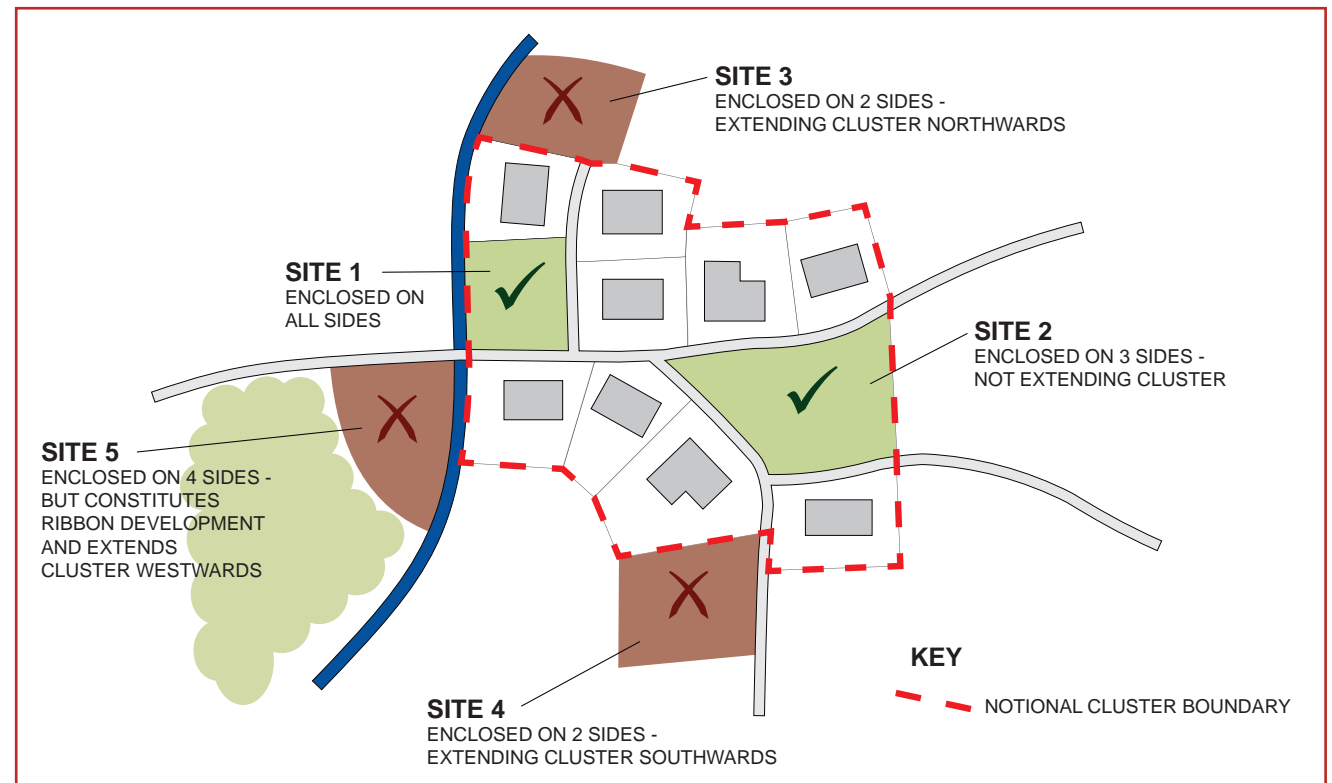 SITE 3
ENCLOSED ON 2 SIDES -
EXTENDING CLUSTER NORTHWARDS
SITE 1
ENCLOSED ON
ALL SIDES
SITE 2
ENCLOSED ON 3 SIDES -
NOT EXTENDING CLUSTER
SITE 5
ENCLOSED ON 4 SIDES -
BUT CONSTITUTES
RIBBON DEVELOPMENT
AND EXTENDS
CLUSTER WESTWARDS
SITE 4
ENCLOSED ON 2 SIDES -
EXTENDING CLUSTER SOUTHWARDS
KEY
NOTIONAL CLUSTER BOUNDARY